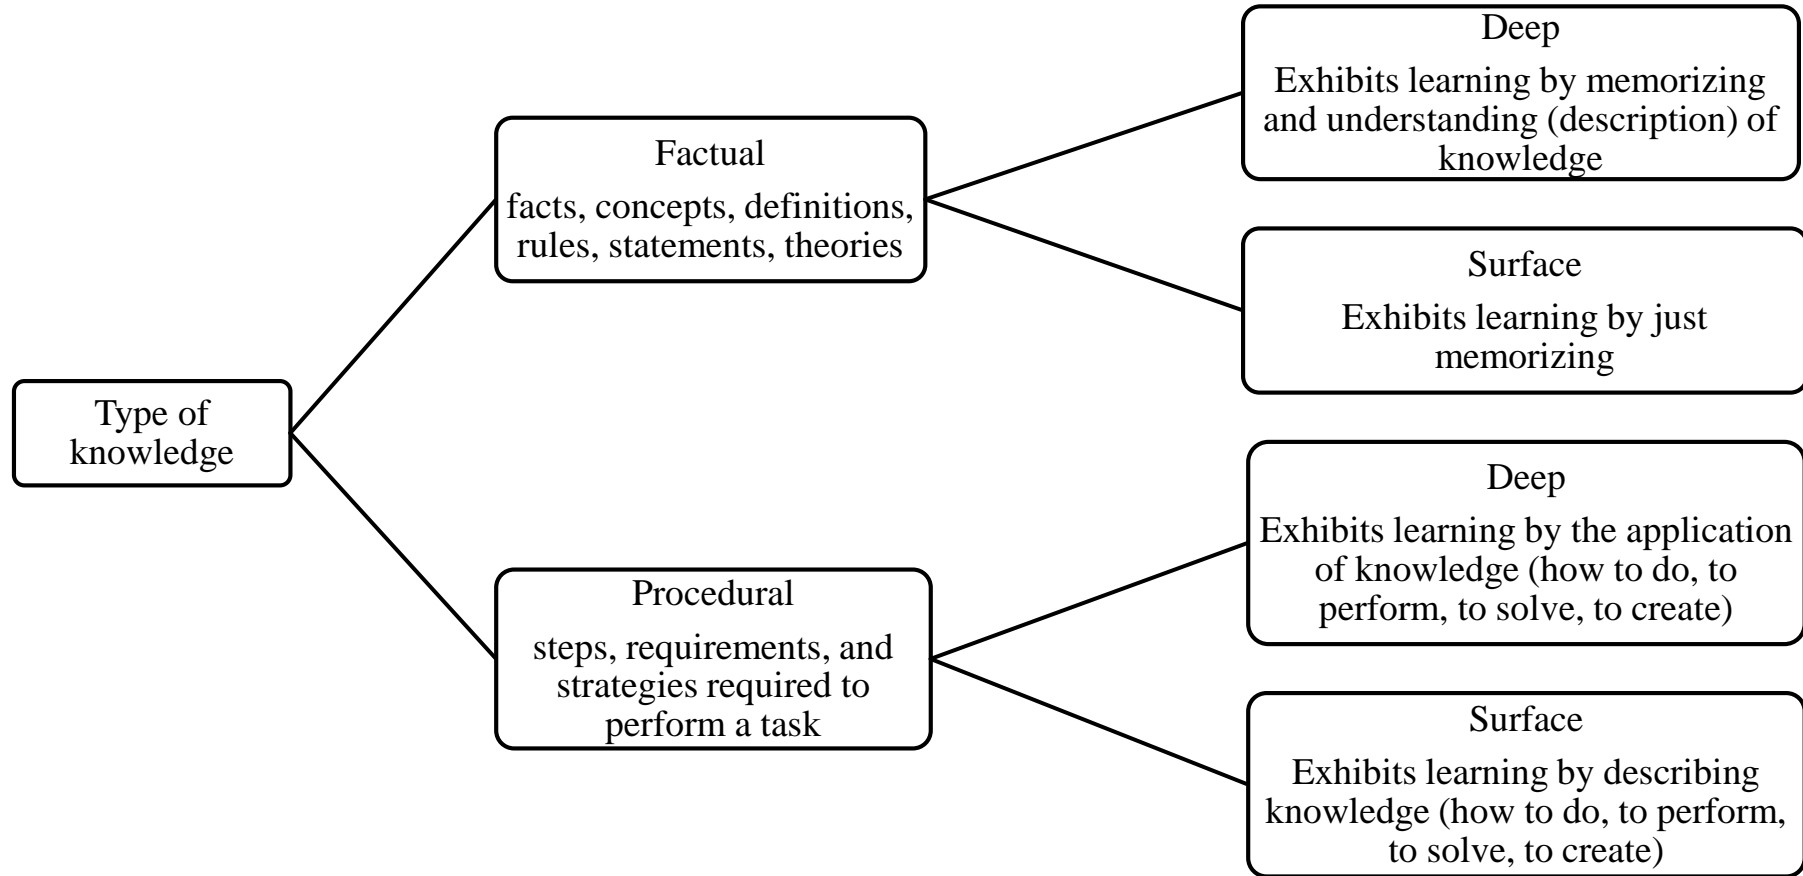 Type of
knowledge
Factual
facts, concepts, definitions,
rules, statements, theories
Deep
Exhibits learning by memorizing
and understanding (description) of
knowledge
Surface
Exhibits learning by just
memorizing
Procedural
steps, requirements, and
strategies required to
perform a task
Deep
Exhibits learning by the application
of knowledge (how to do, to
perform, to solve, to create)
Surface
Exhibits learning by describing
knowledge (how to do, to perform,
to solve, to create)